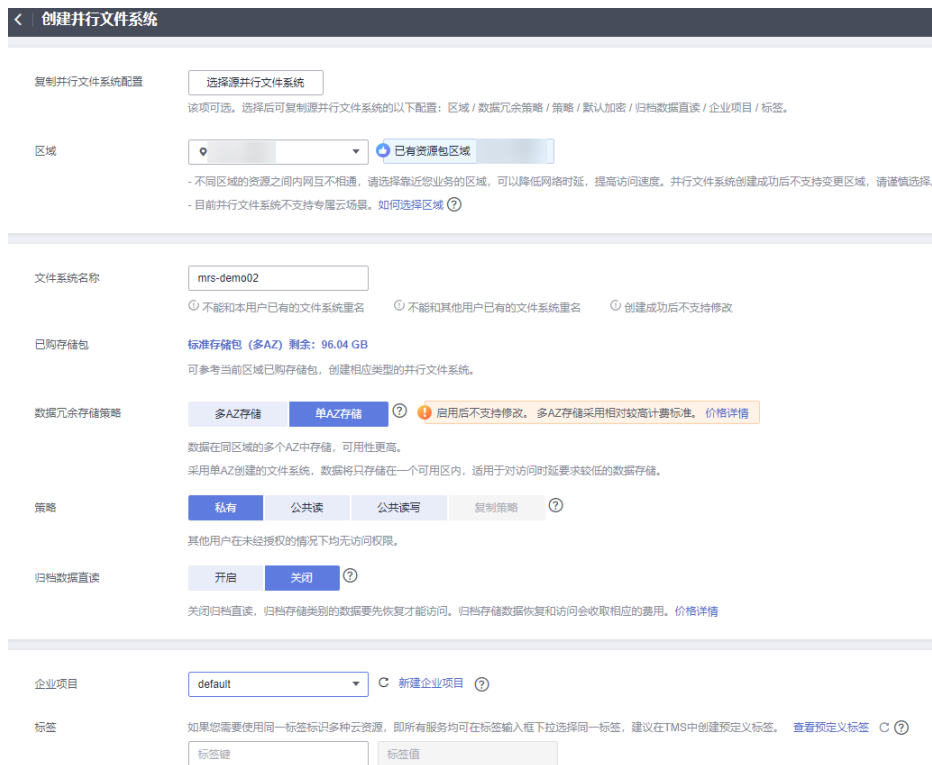 创建并行文件系统
复制并行文件系统配置
选择源并行文件系统
该项可选。选择后可复制源并行文件系统的以下配置：区域 / 数据冗余策略 / 策略 / 默认加密 / 归档数据直读 / 企业项目 / 标签。
区域
已有资源包区域
- 不同区域的资源之间内网互不相通，请选择靠近您业务的区域，可以降低网络时延，提高访问速度。并行文件系统创建成功后不支持变更区域，请谨慎选择。
- 目前并行文件系统不支持专属云场景。如何选择区域
文件系统名称
mrs-demo02
不能和本用户已有的文件系统重名 不能和其他用户已有的文件系统重名 创建成功后不支持修改
已购存储包
标准存储包（多AZ）剩余：96.04 GB
可参考当前区域已购存储包，创建相应类型的并行文件系统。
数据冗余存储策略
多AZ存储 单AZ存储 启用后不支持修改。 多AZ存储采用相对较高计费标准。 价格详情
数据在同区域的多个AZ中存储，可用性更高。
采用单AZ创建的文件系统，数据将只存储在一个可用区内，适用于对访问时延要求较低的数据存储。
策略
私有 公共读 公共读写 复制策略
其他用户在未经授权的情况下均无访问权限。
归档数据直读
开启 关闭
关闭归档直读，归档存储类别的数据要先恢复才能访问。归档存储数据恢复和访问会收取相应的费用。价格详情
企业项目
default 新建企业项目
标签
如果您需要使用同一标签标识多种云资源，即所有服务均可在标签输入框下拉选择同一标签，建议在TMS中创建预定义标签。 查看预定义标签
标签键 标签值